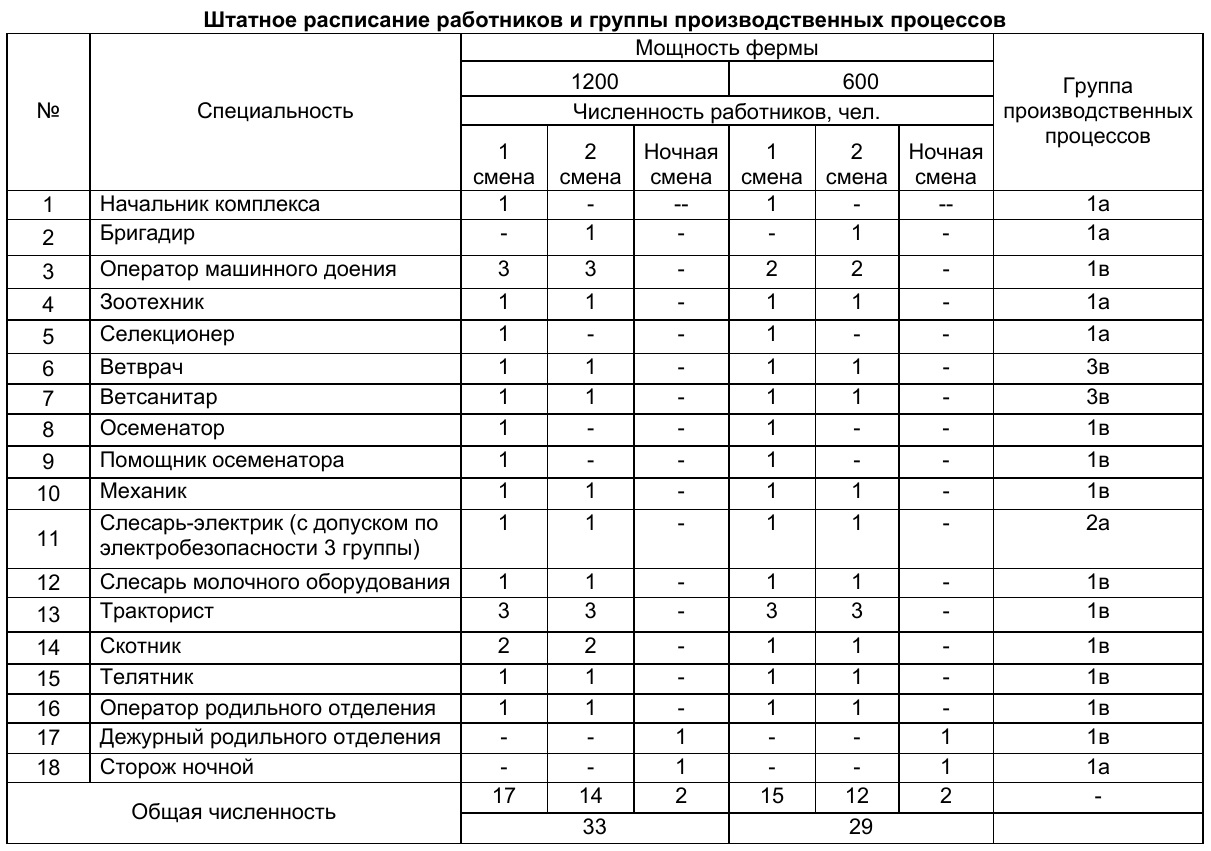 Штатное расписание работников и группы производственных процессов
№ Специальность Мощность фермы Группа производственных процессов
1200 600
Численность работников, чел.
1 смена 2 смена Ночная смена 1 смена 2 смена Ночная смена
1 Начальник комплекса 1 - -- 1 - -- 1а
2 Бригадир - 1 - - 1 - 1а
3 Оператор машинного доения 3 3 - 2 2 - 1в
4 Зоотехник 1 1 - 1 1 - 1а
5 Селекционер 1 - - 1 - - 1а
6 Ветврач 1 1 - 1 1 - 3в
7 Ветсанитар 1 1 - 1 1 - 3в
8 Осеменатор 1 - - 1 - - 1в
9 Помощник осеменатора 1 - - 1 - - 1в
10 Механик 1 1 - 1 1 - 1в
11 Слесарь-электрик (с допуском по 1 1 - 1 1 - 2а
электробезопасности 3 группы)
12 Слесарь молочного оборудования 1 1 - 1 1 - 1в
13 Тракторист 3 3 - 3 3 - 1в
14 Скотник 2 2 - 1 1 - 1в
15 Телятник 1 1 - 1 1 - 1в
16 Оператор родильного отделения 1 1 - 1 1 - 1в
17 Дежурный родильного отделения - - 1 - - 1 1в
18 Сторож ночной - - 1 - - 1 1а
Общая численность 17 14 2 15 12 2 -
33 29